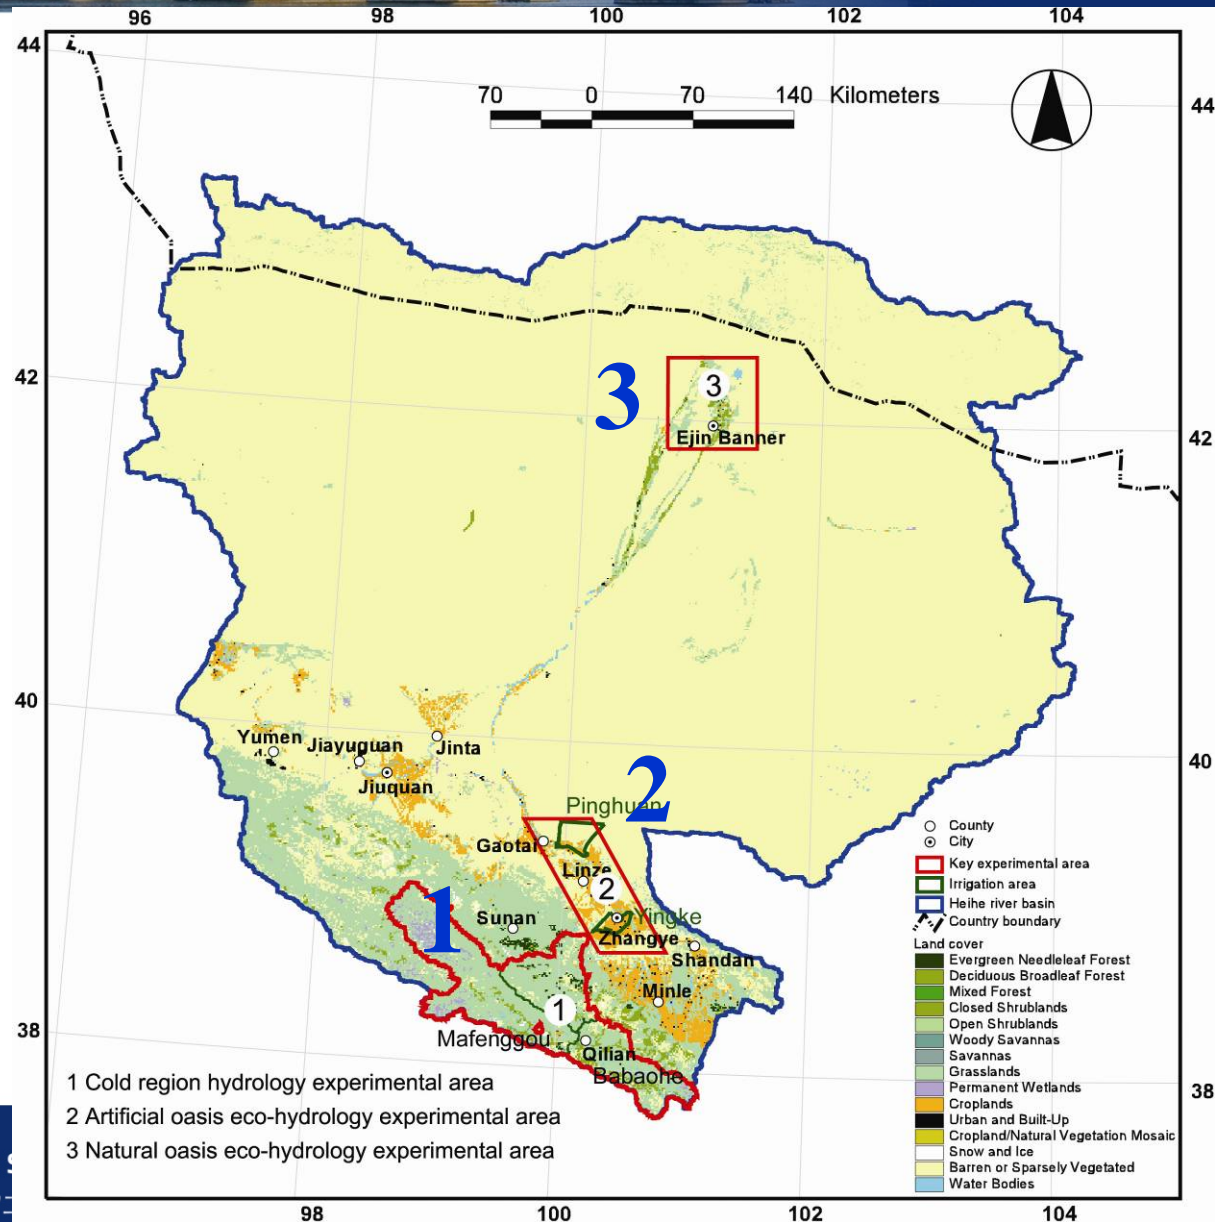 96 98 100 102 104
44
70 0 70 140 Kilometers
44
42
3
3
Ejin Banner
42
40
Yumen
Jiayuguan
Jinta
Jiuquan
40
2
Pinghuan
Gaotai
Linze
2
Yingke
Zhangye
1
Sunan
Shandan
Minle
1
Mafenggou
Qilian
Babaohe
38
38
1 Cold region hydrology experimental area
2 Artificial oasis eco-hydrology experimental area
3 Natural oasis eco-hydrology experimental area
County
City
Key experimental area
Irrigation area
Heihe river basin
Country boundary
Land cover
Evergreen Needleleaf Forest
Deciduous Broadleaf Forest
Mixed Forest
Closed Shrublands
Open Shrublands
Woody Savannas
Savannas
Grasslands
Permanent Wetlands
Croplands
Urban and Built-Up
Cropland/Natural Vegetation Mosaic
Snow and Ice
Barren or Sparsely Vegetated
Water Bodies
98 100 102 104